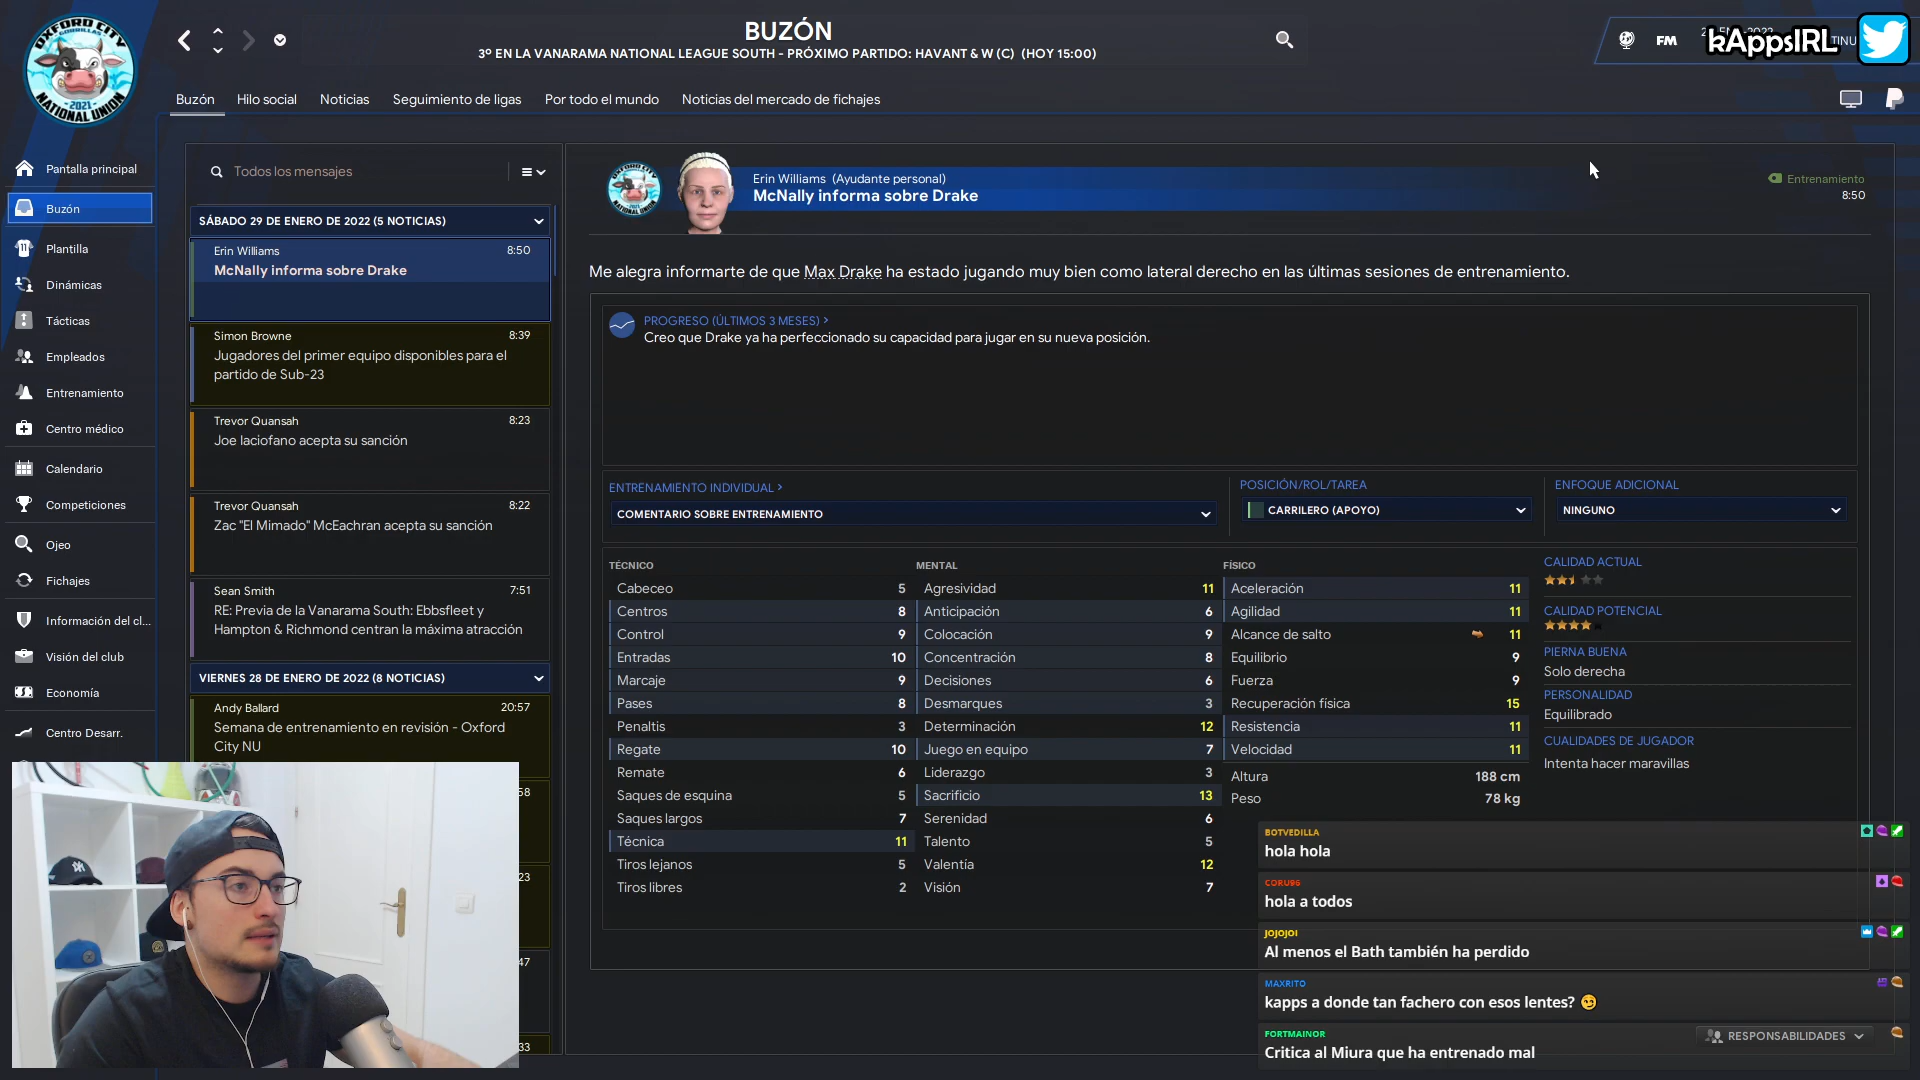 OXFORD CITY
GORRILLAS
2021
NATIONAL UNION
BUZÓN
3º EN LA VANARAMA NATIONAL LEAGUE SOUTH - PRÓXIMO PARTIDO: HAVANT & W (C) (HOY 15:00)
FM
kAppsIRL
Buzón
Hilo social
Noticias
Seguimiento de ligas
Por todo el mundo
Noticias del mercado de fichajes
Pantalla principal
Buzón
Plantilla
Dinámicas
Tácticas
Empleados
Entrenamiento
Centro médico
Calendario
Competiciones
Ojeo
Fichajes
Información del cl...
Visión del club
Economía
Centro Desarr.
Todos los mensajes
SÁBADO 29 DE ENERO DE 2022 (5 NOTICIAS)
Erin Williams 8:50
McNally informa sobre Drake
Simon Browne 8:39
Jugadores del primer equipo disponibles para el
partido de Sub-23
Trevor Quansah 8:23
Joe Iaciofano acepta su sanción
Trevor Quansah 8:22
Zac "El Mimado" McEachran acepta su sanción
Sean Smith 7:51
RE: Previa de la Vanarama South: Ebbsfleet y
Hampton & Richmond centran la máxima atracción
VIERNES 28 DE ENERO DE 2022 (8 NOTICIAS)
Andy Ballard 20:57
Semana de entrenamiento en revisión - Oxford
City NU
58
23
47
33
Erin Williams (Ayudante personal)
McNally informa sobre Drake
Entrenamiento
8:50
Me alegra informarte de que Max Drake ha estado jugando muy bien como lateral derecho en las últimas sesiones de entrenamiento.
PROGRESO (ÚLTIMOS 3 MESES) >
Creo que Drake ya ha perfeccionado su capacidad para jugar en su nueva posición.
ENTRENAMIENTO INDIVIDUAL >
COMENTARIO SOBRE ENTRENAMIENTO
POSICIÓN/ROL/TAREA
CARRILERO (APOYO)
ENFOQUE ADICIONAL
NINGUNO
TÉCNICO
Cabeceo 5
Centros 8
Control 9
Entradas 10
Marcaje 9
Pases 8
Penaltis 3
Regate 10
Remate 6
Saques de esquina 5
Saques largos 7
Técnica 11
Tiros lejanos 5
Tiros libres 2
MENTAL
Agresividad 11
Anticipación 6
Colocación 9
Concentración 8
Decisiones 6
Desmarques 3
Determinación 12
Juego en equipo 7
Liderazgo 3
Sacrificio 13
Serenidad 6
Talento 5
Valentía 12
Visión 7
FÍSICO
Aceleración 11
Agilidad 11
Alcance de salto 11
Equilibrio 9
Fuerza 9
Recuperación física 15
Resistencia 11
Velocidad 11
Altura 188 cm
Peso 78 kg
CALIDAD ACTUAL
CALIDAD POTENCIAL
PIERNA BUENA
Solo derecha
PERSONALIDAD
Equilibrado
CUALIDADES DE JUGADOR
Intenta hacer maravillas
BOTVEDILLA
hola hola
CORU96
hola a todos
JOJOJOI
Al menos el Bath también ha perdido
MAXRITO
kapps a donde tan fachero con esos lentes? 😏
FORTMAINOR
Critica al Miura que ha entrenado mal
RESPONSABILIDADES